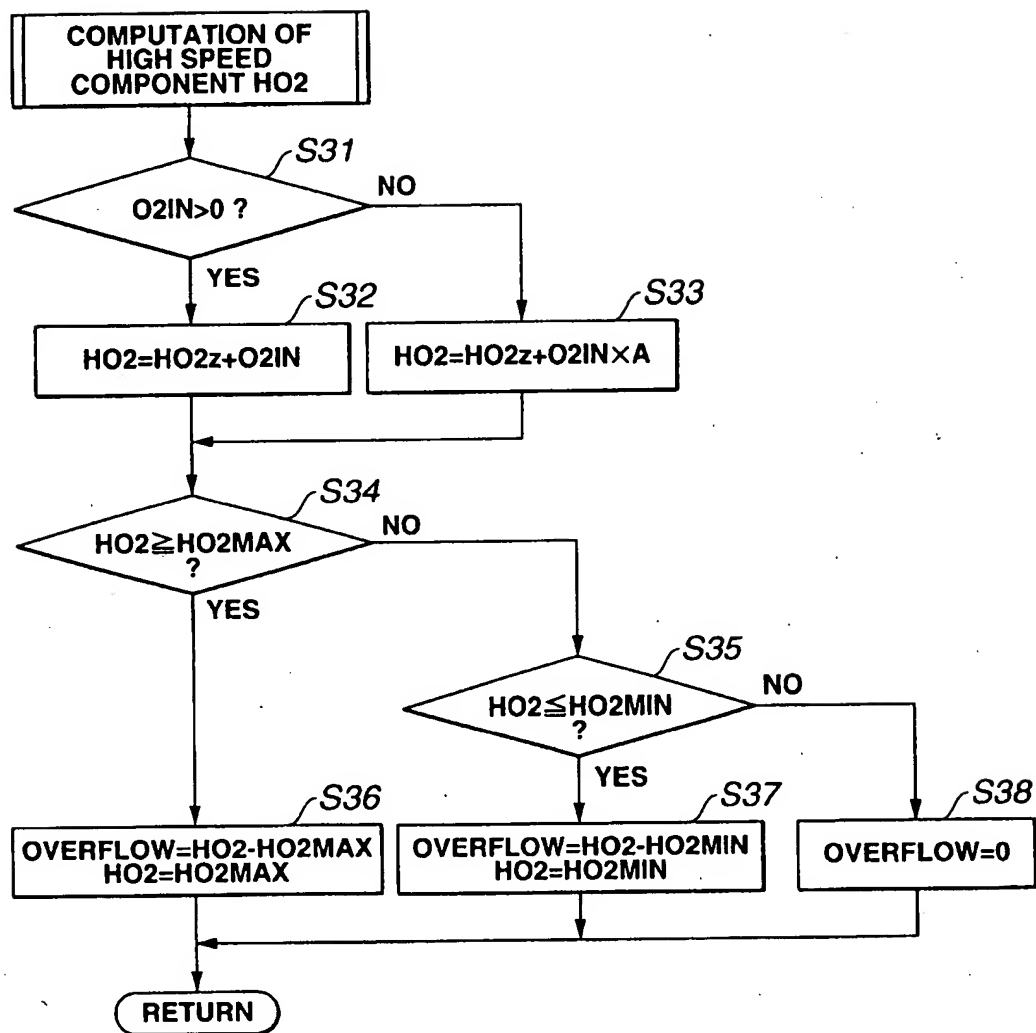 COMPUTATION OF
HIGH SPEED
COMPONENT HO2
S31
O2IN>0 ?
NO
YES
S32
HO2=HO2z+O2IN
S33
HO2=HO2z+O2IN×A
S34
HO2≧HO2MAX
?
NO
YES
S35
HO2≦HO2MIN
?
NO
YES
S36
OVERFLOW=HO2-HO2MAX
HO2=HO2MAX
S37
OVERFLOW=HO2-HO2MIN
HO2=HO2MIN
S38
OVERFLOW=0
RETURN